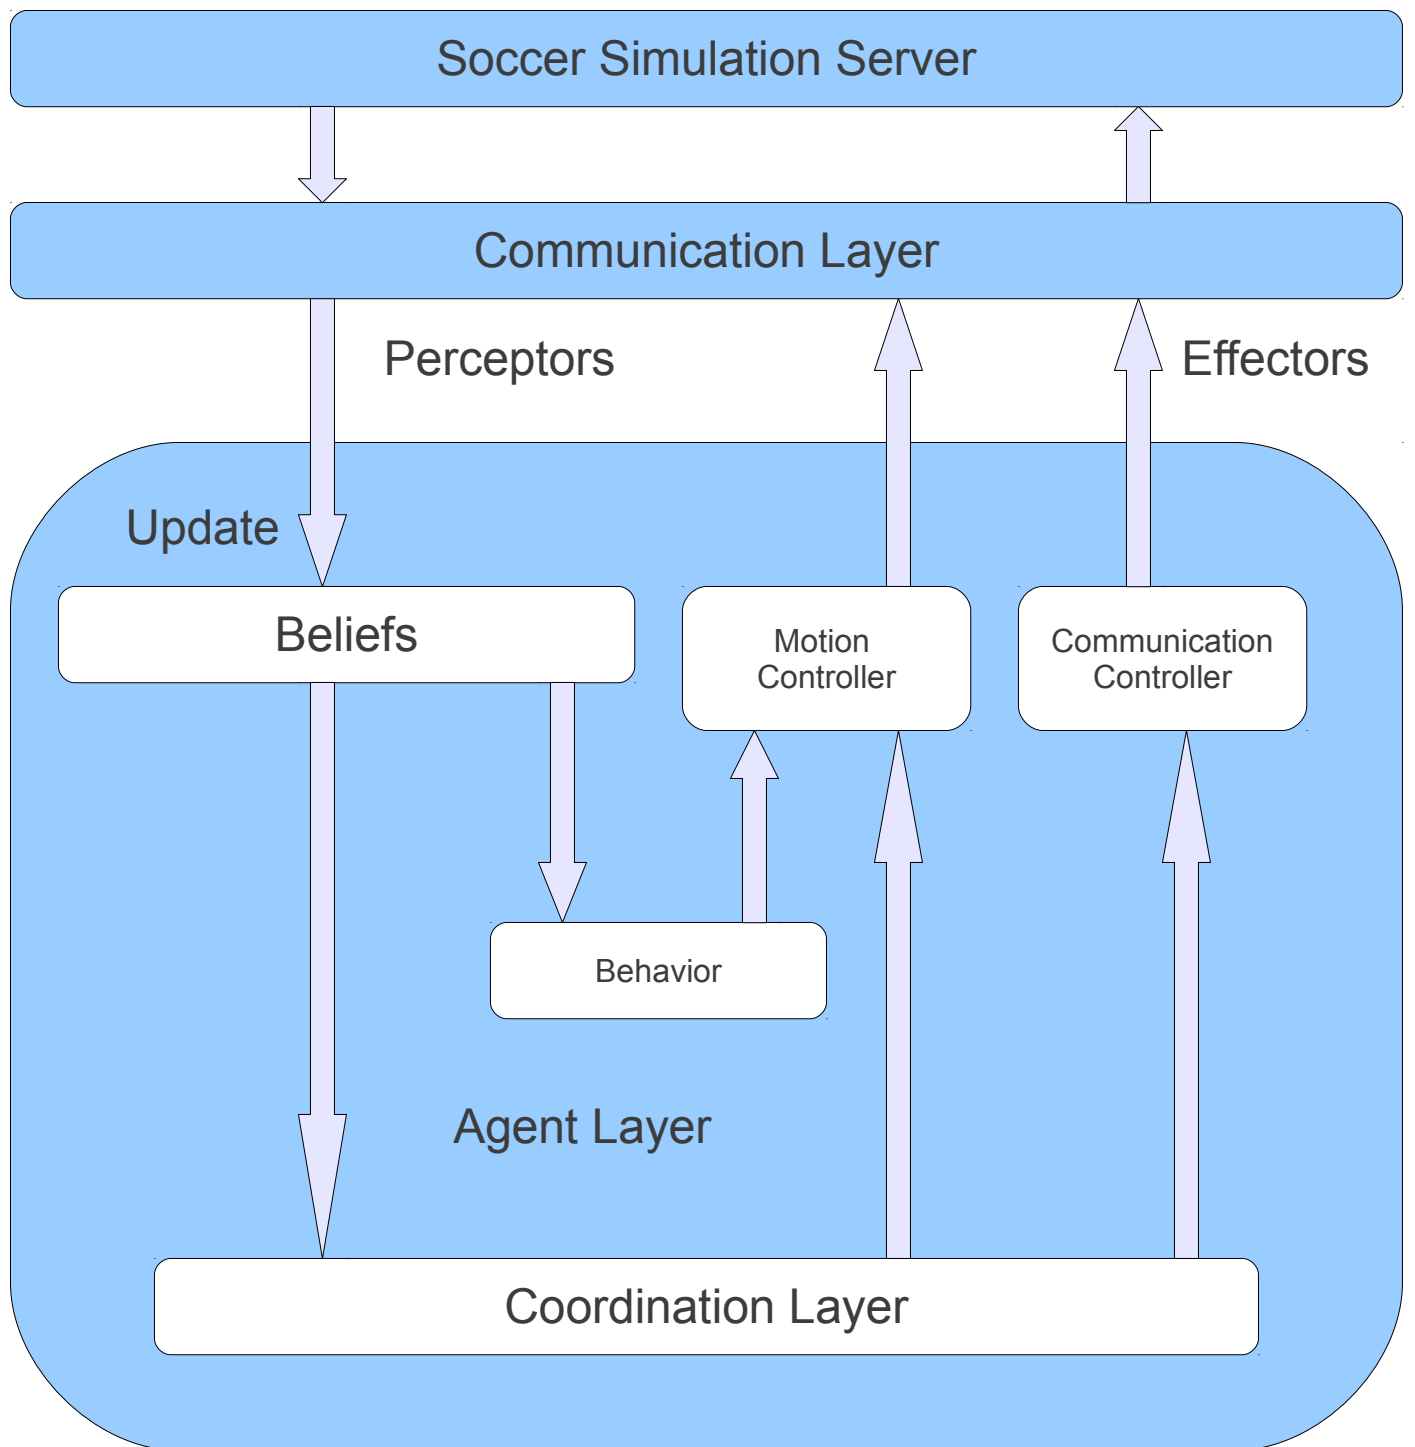 Soccer Simulation Server
Communication Layer
Perceptors
Effectors
Update
Beliefs
Motion
Controller
Communication
Controller
Behavior
Agent Layer
Coordination Layer